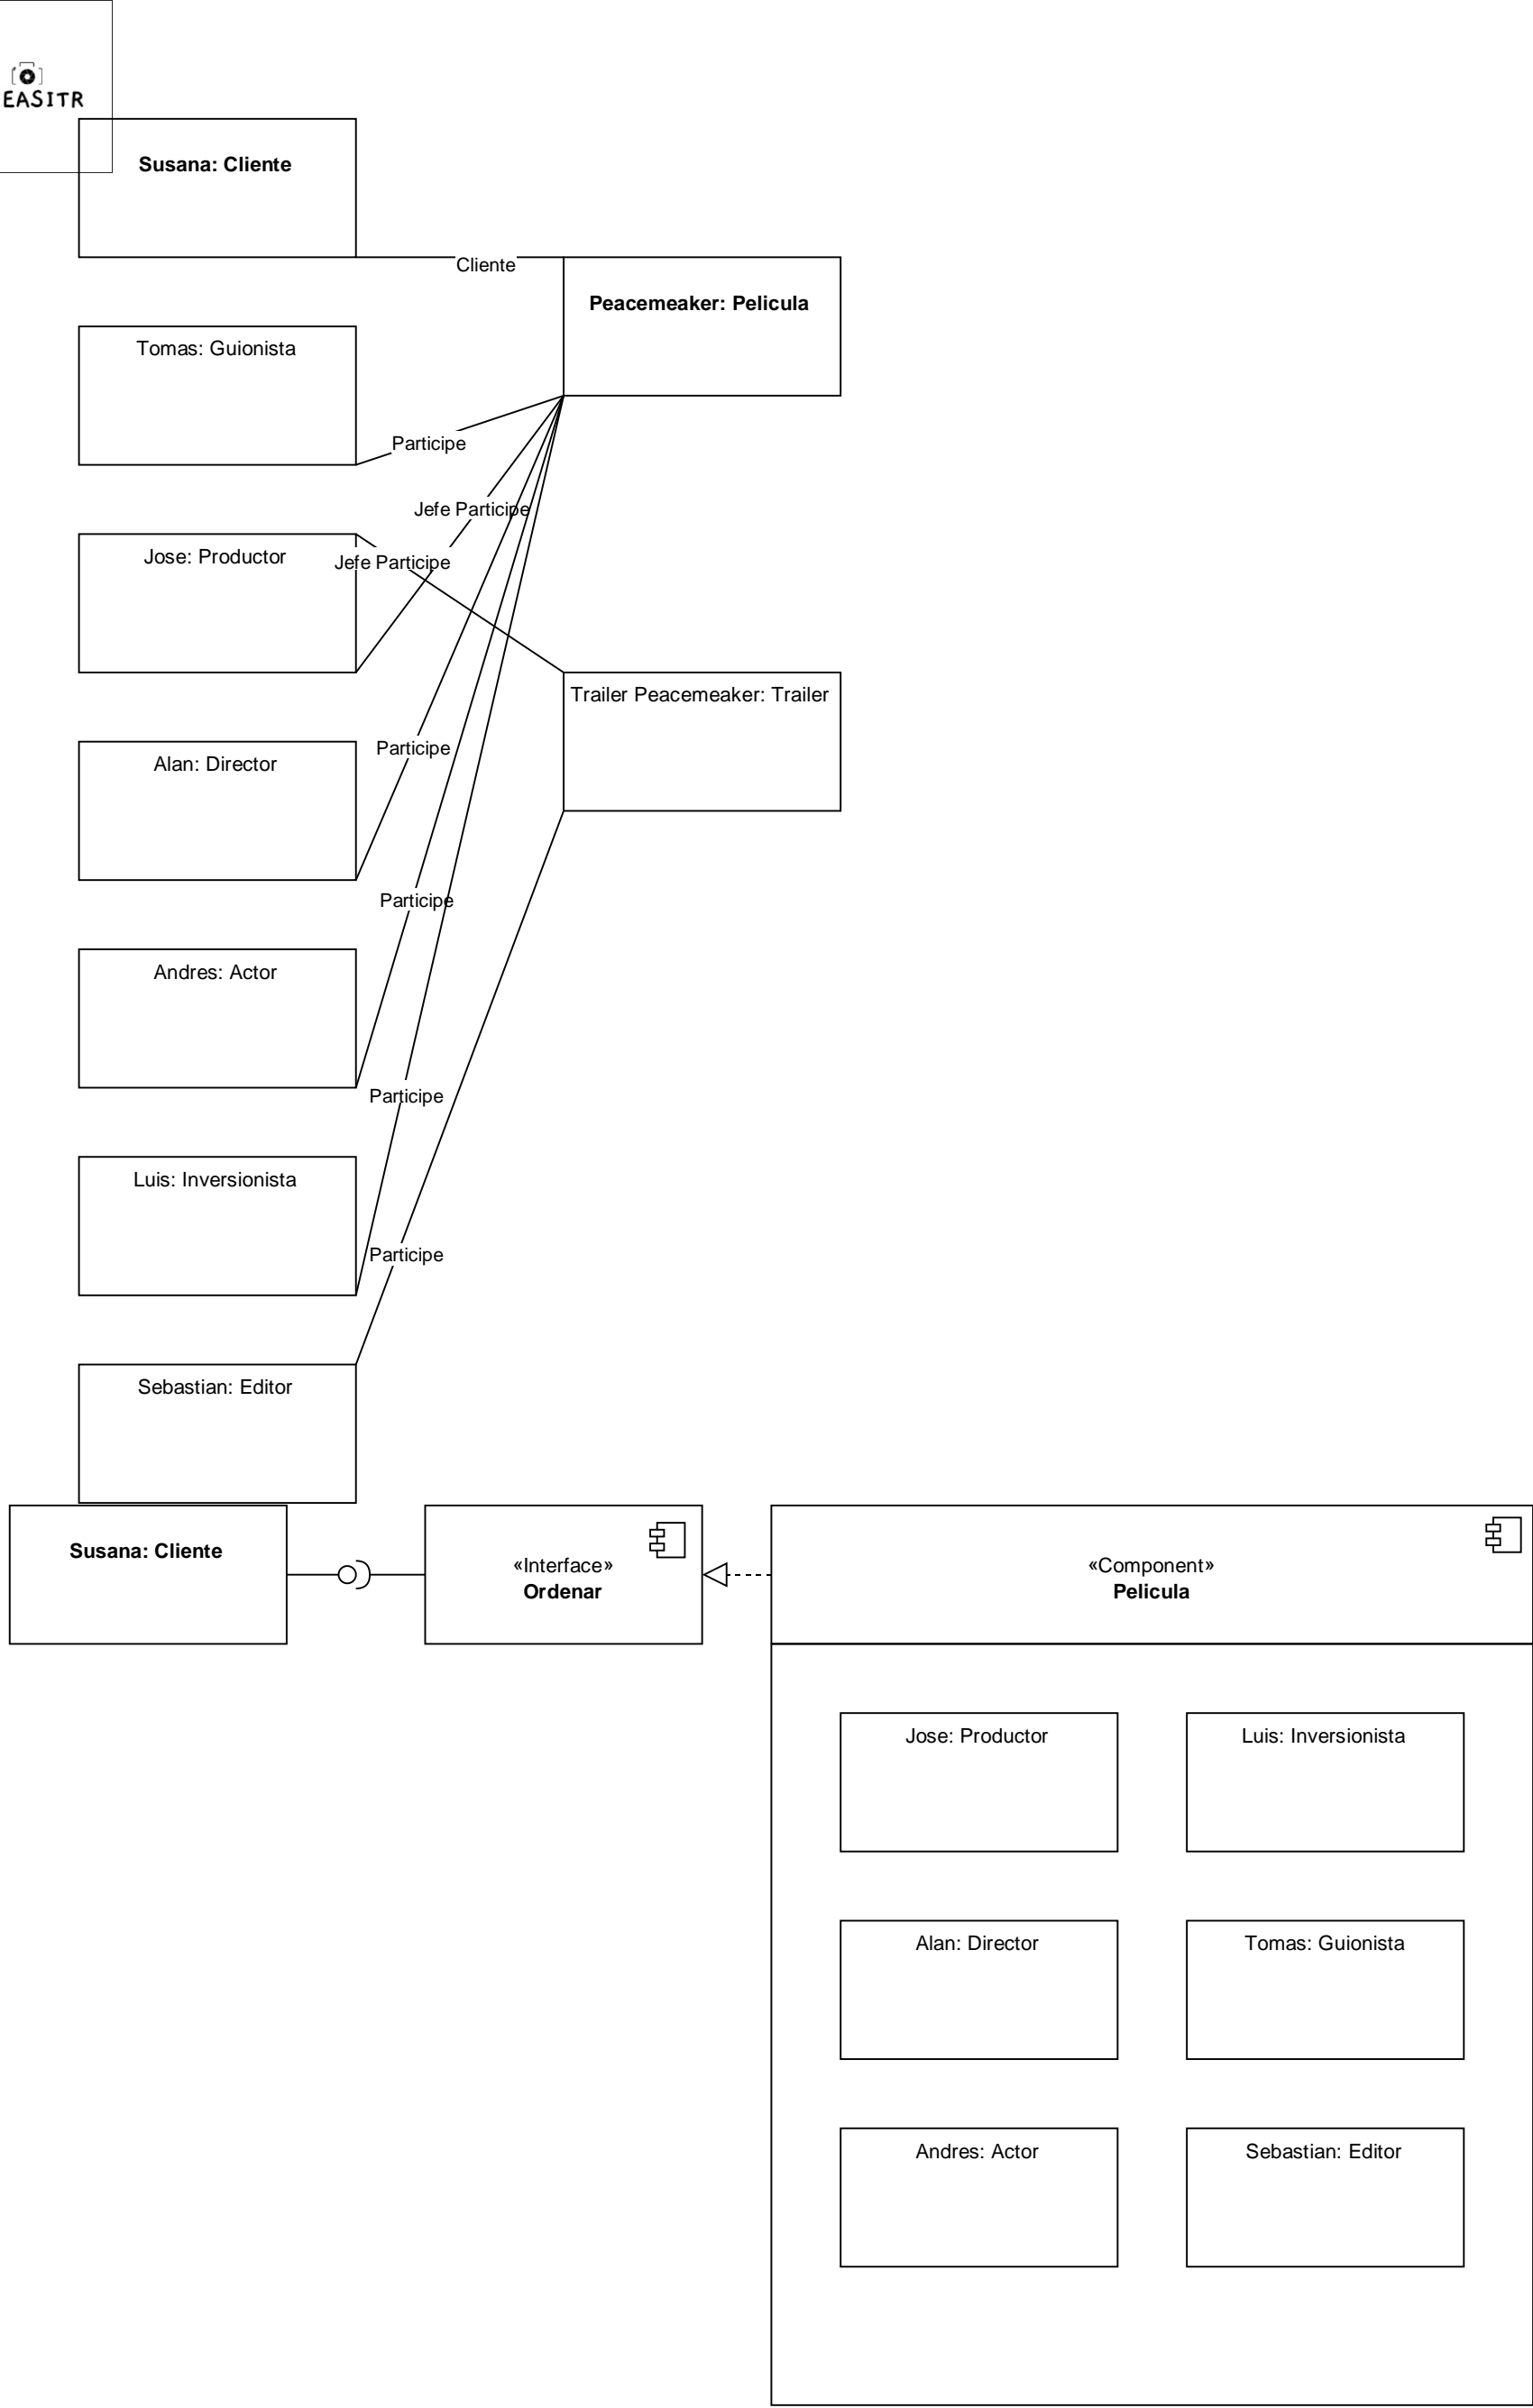 EASITR
Susana: Cliente
Cliente
Peacemeaker: Pelicula
Tomas: Guionista
Participe
Jefe Participe
Jose: Productor
Jefe Participe
Trailer Peacemeaker: Trailer
Participe
Alan: Director
Participe
Andres: Actor
Participe
Luis: Inversionista
Participe
Sebastian: Editor
Susana: Cliente
«Interface»
Ordenar
«Component»
Pelicula
Jose: Productor
Luis: Inversionista
Alan: Director
Tomas: Guionista
Andres: Actor
Sebastian: Editor